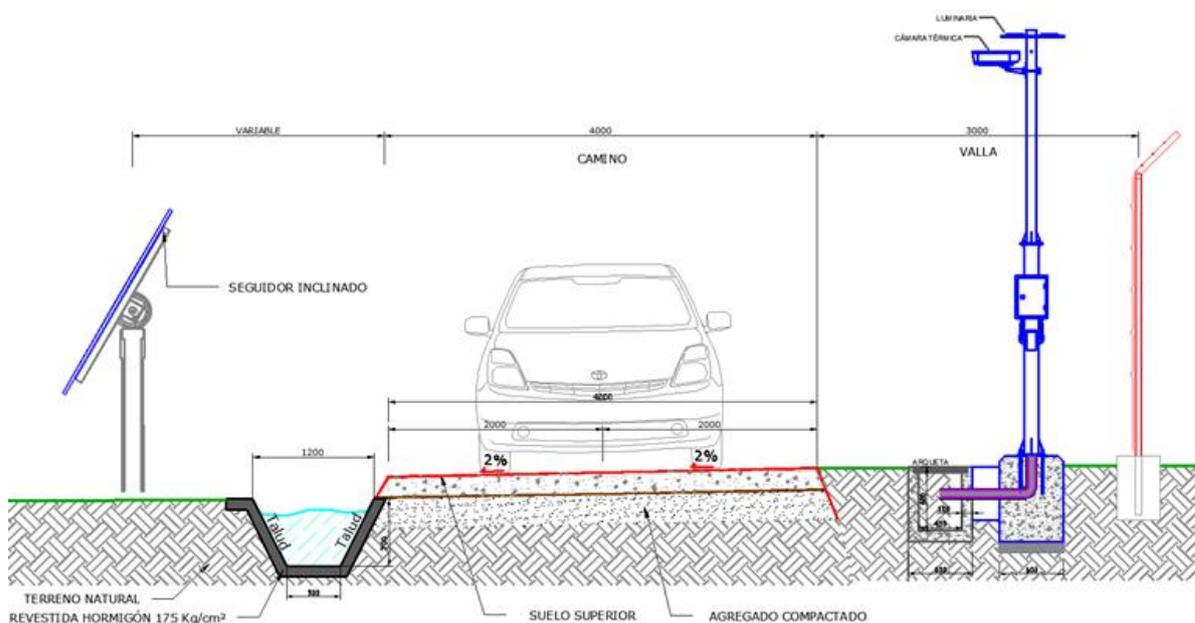 LUMINARIA
CÁMARA TÉRMICA
VARIABLE
4000
3000
CAMINO
VALLA
SEGUIDOR INCLINADO
4000
2000
2000
1200
2%
2%
ARQUETA
Talud
Talud
TERRENO NATURAL
REVESTIDA HORMIGÓN 175 Kg/cm²
SUELO SUPERIOR
AGREGADO COMPACTADO